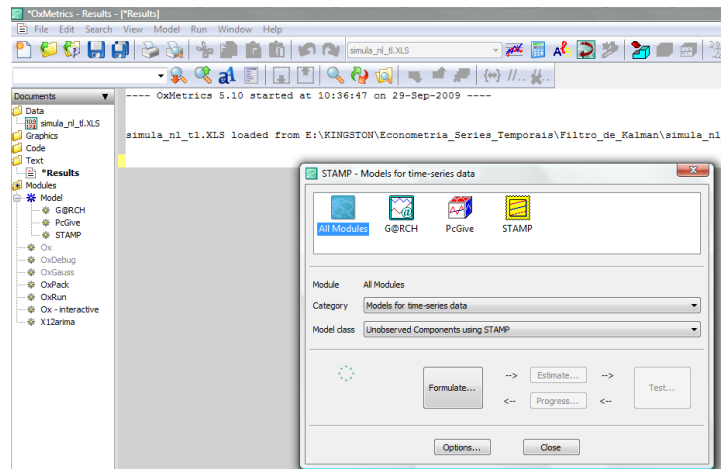 *OxMetrics - Results - [*Results]
File Edit Search View Model Run Window Help
simula_nl_tl.XLS
Documents
---- OxMetrics 5.10 started at 10:36:47 on 29-Sep-2009 ----
Data
simula_nl_tl.XLS
Graphics
simula_nl_tl.XLS loaded from E:\KINGSTON\Econometria_Series_Temporais\Filtro_de_Kalman\simula_nl
Code
Text
*Results
Modules
Model
G@RCH
PcGive
STAMP
Ox
OxDebug
OxGauss
OxPack
OxRun
Ox - interactive
X12arima
STAMP - Models for time-series data
All Modules G@RCH PcGive STAMP
Module All Modules
Category Models for time-series data
Model class Unobserved Components using STAMP
Formulate... --> Estimate... --> Test...
<-- Progress... <--
Options... Close